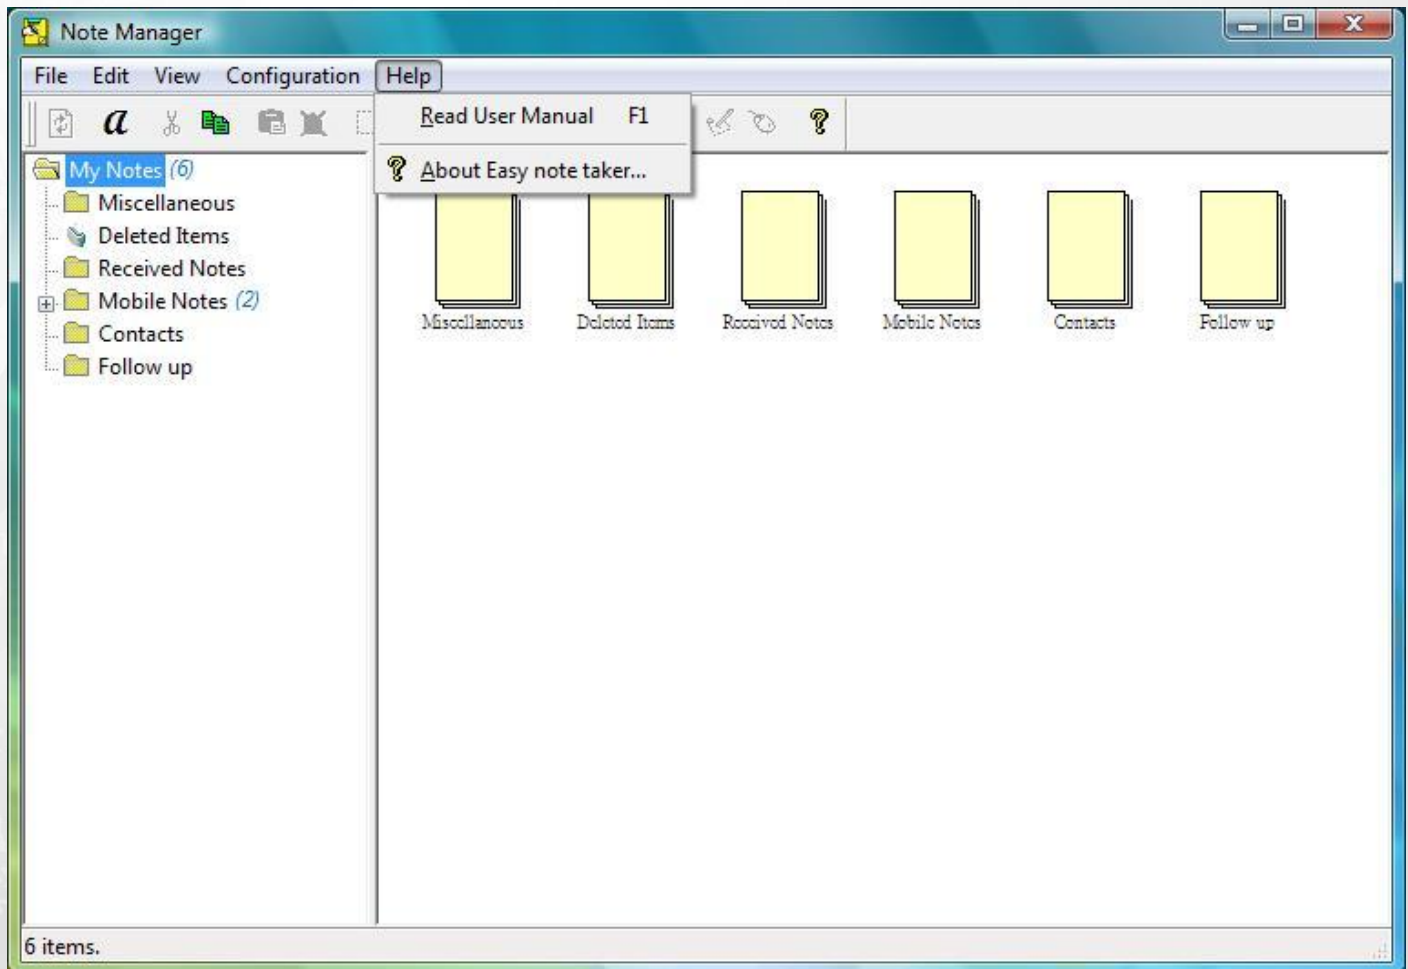 Note Manager
File Edit View Configuration Help
Read User Manual F1
About Easy note taker...
My Notes (6)
Miscellaneous
Deleted Items
Received Notes
Mobile Notes (2)
Contacts
Follow up
Miscellaneous Deleted Items Received Notes Mobile Notes Contacts Follow up
6 items.